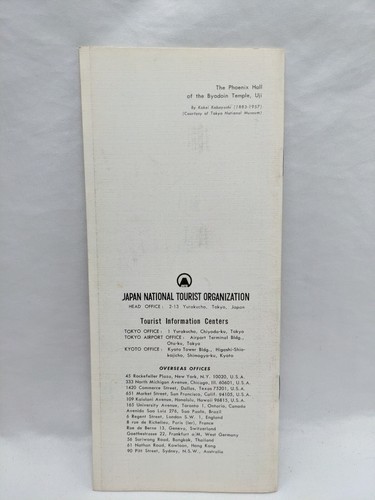 The Phoenix Hall
of the Byodoin Temple, Uji
By Kokei Kobayashi (1883-1957)
(Courtesy of Tokyo National Museum)
JAPAN NATIONAL TOURIST ORGANIZATION
HEAD OFFICE: 2-13 Yurakucho, Tokyo, Japan
Tourist Information Centers
TOKYO OFFICE: 1 Yurakucho, Chiyoda-ku, Tokyo
TOKYO AIRPORT OFFICE: Airport Terminal Bldg.,
Ota-ku, Tokyo
KYOTO OFFICE: Kyoto Tower Bldg., Higashi-Shio-
kojicho, Shimogyo-ku, Kyoto
OVERSEAS OFFICES
45 Rockefeller Plaza, New York, N.Y. 10020, U.S.A.
333 North Michigan Avenue, Chicago, Ill. 60601, U.S.A.
1420 Commerce Street, Dallas, Texas 75201, U.S.A.
651 Market Street, San Francisco, Calif. 94105, U.S.A.
109 Kaiulani Avenue, Honolulu, Hawaii 96815, U.S.A.
165 University Avenue, Toronto 1, Ontario, Canada
Avenida Sao Luiz 276, Sao Paulo, Brazil
6 Regent Street, London S.W. 1, England
8 rue de Richelieu, Paris (1er), France
Rue de Berne 13, Geneva, Switzerland
Goethestrasse 22, Frankfurt a.M. West Germany
56 Suriwong Road, Bangkok, Thailand
61 Nathan Road, Kowloon, Hong Kong
90 Pitt Street, Sydney, N.S.W., Australia